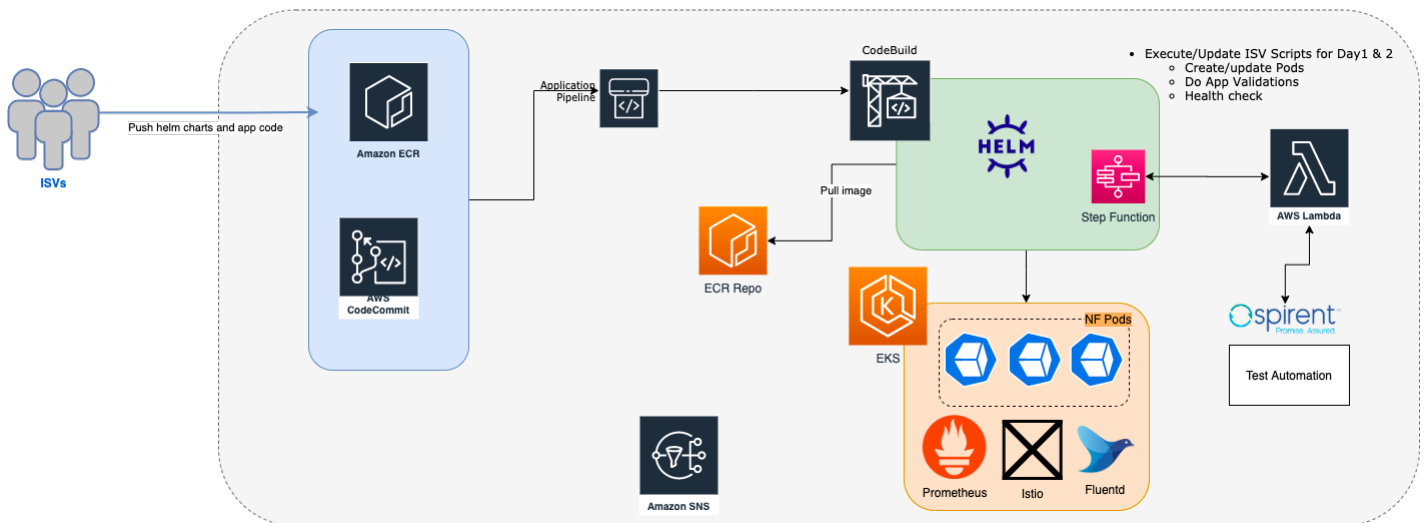 CodeBuild
Execute/Update ISV Scripts for Day1 & 2
Create/update Pods
Do App Validations
Health check
Application
Pipeline
Push helm charts and app code
Amazon ECR
ISVs
HELM
Pull image
Step Function
AWS Lambda
AWS
CodeCommit
ECR Repo
spirent™
Promise. Assured.
NF Pods
EKS
K
Test Automation
Prometheus
Istio
Fluentd
Amazon SNS